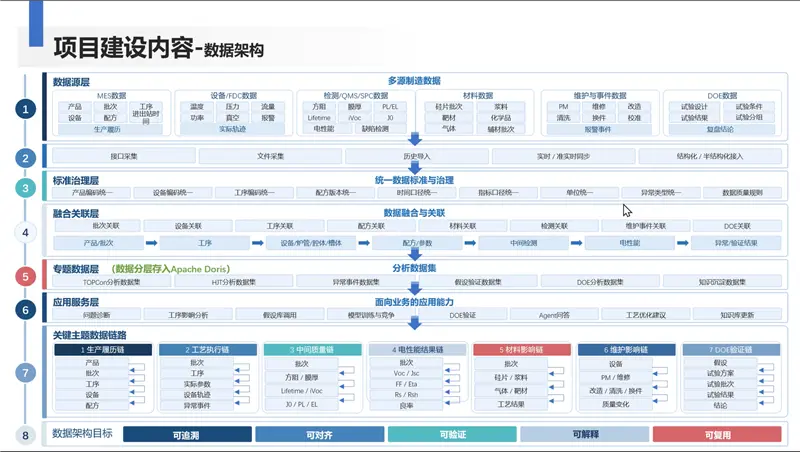 项目建设内容-数据架构
1
数据源层
多源制造数据
MES数据
产品 批次 工序进出站时间
设备 配方
生产履历
设备/FDC数据
温度 压力 流量
功率 真空 报警
实际轨迹
检测/QMS/SPC数据
方阻 膜厚 PL/EL
Lifetime iVoc J0
电性能 缺陷检测
材料数据
硅片批次 浆料
靶材 化学品
气体 辅材批次
维护与事件数据
PM 维修 改造
清洗 换件 校准
报警事件
DOE数据
试验设计 试验条件
试验结果 试验分组
复盘结论
2
接口采集 文件采集 历史导入 实时 / 准实时同步 结构化 / 半结构化接入
3
标准治理层
统一数据标准与治理
产品编码统一 设备编码统一 工序编码统一 配方版本统一 时间口径统一 指标口径统一 单位统一 异常类型统一 数据质量规则
4
融合关联层
数据融合与关联
批次关联 设备关联 工序关联 配方关联 材料关联 检测关联 维护事件关联 DOE关联
产品/批次 工序 设备/炉管/腔体/槽体 配方/参数 中间检测 电性能 异常/验证结果
5
专题数据层
(数据分层存入Apache Doris)
分析数据集
TOPCon分析数据集 HJT分析数据集 异常事件数据集 假设验证数据集 DOE分析数据集 知识沉淀数据集
6
应用服务层
面向业务的应用能力
问题诊断 工序影响分析 假设库调用 模型训练与竞争 DOE验证 Agent问答 工艺优化建议 知识库更新
7
关键主题数据链路
1 生产履历链
产品
批次
工序
设备
配方
2 工艺执行链
批次
工序
实际参数
设备轨迹
异常事件
3 中间质量链
批次
方阻 / 膜厚
Lifetime / iVoc
J0 / PL / EL
4 电性能结果链
批次
Voc / Jsc
FF / Eta
Rs / Rsh
良率
5 材料影响链
批次
硅片 / 浆料
气体 / 靶材
工艺结果
6 维护影响链
设备
PM / 维修
改造 / 清洗 / 换件
质量变化
7 DOE验证链
假设
试验方案
试验批次
试验结果
结论
8
数据架构目标
可追溯 可对齐 可验证 可解释 可复用